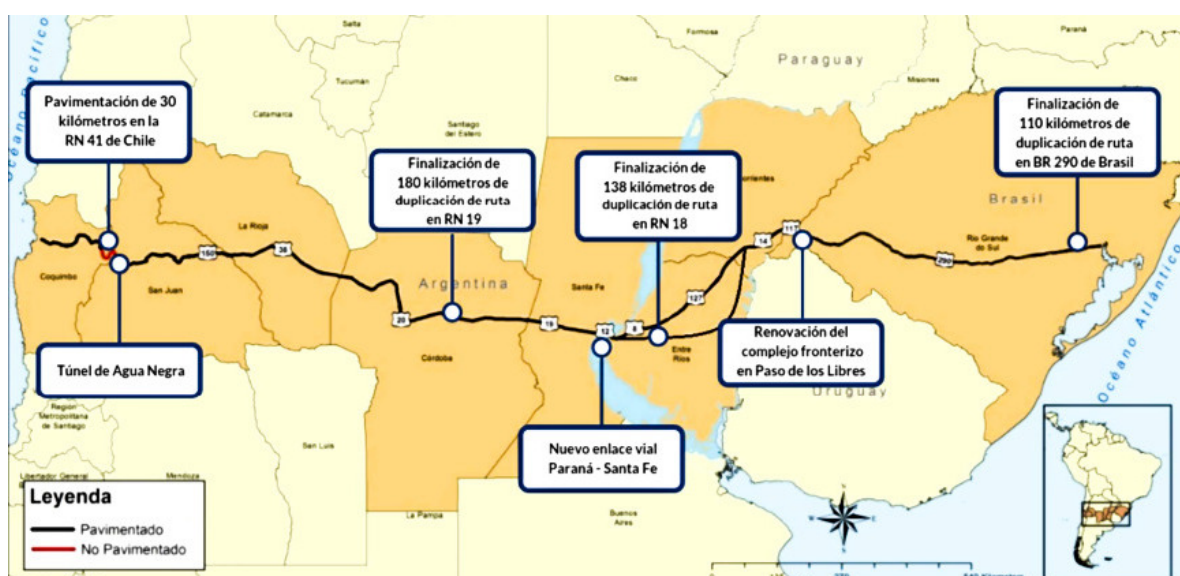 Océano Pacífico
Salta
Tucumán
Catamarca
Santiago
del Estero
Formosa
Chaco
Paraguay
Misiones
Paraná
Pavimentación de 30
kilómetros en la
RN 41 de Chile
Finalización de
180 kilómetros de
duplicación de ruta
en RN 19
Finalización de
138 kilómetros de
duplicación de ruta
en RN 18
Finalización de
110 kilómetros de
duplicación de ruta
en BR 290 de Brasil
orrientes
Brasil
Rio Grande
do Sul
La Rioja
Coquimbo
San Juan
Argentina
Santa Fe
Córdoba
Entre
Ríos
150
38
20
19
12
6
127
14
117
290
Túnel de Agua Negra
Nuevo enlace vial
Paraná - Santa Fe
Renovación del
complejo fronterizo
en Paso de los Libres
Uruguay
Océano Atlántico
Región
Metropolitana
de Santiago
Libertador General
Mendoza
San Luis
La Pampa
Buenos
Aires
Leyenda
Pavimentado
No Pavimentado
N